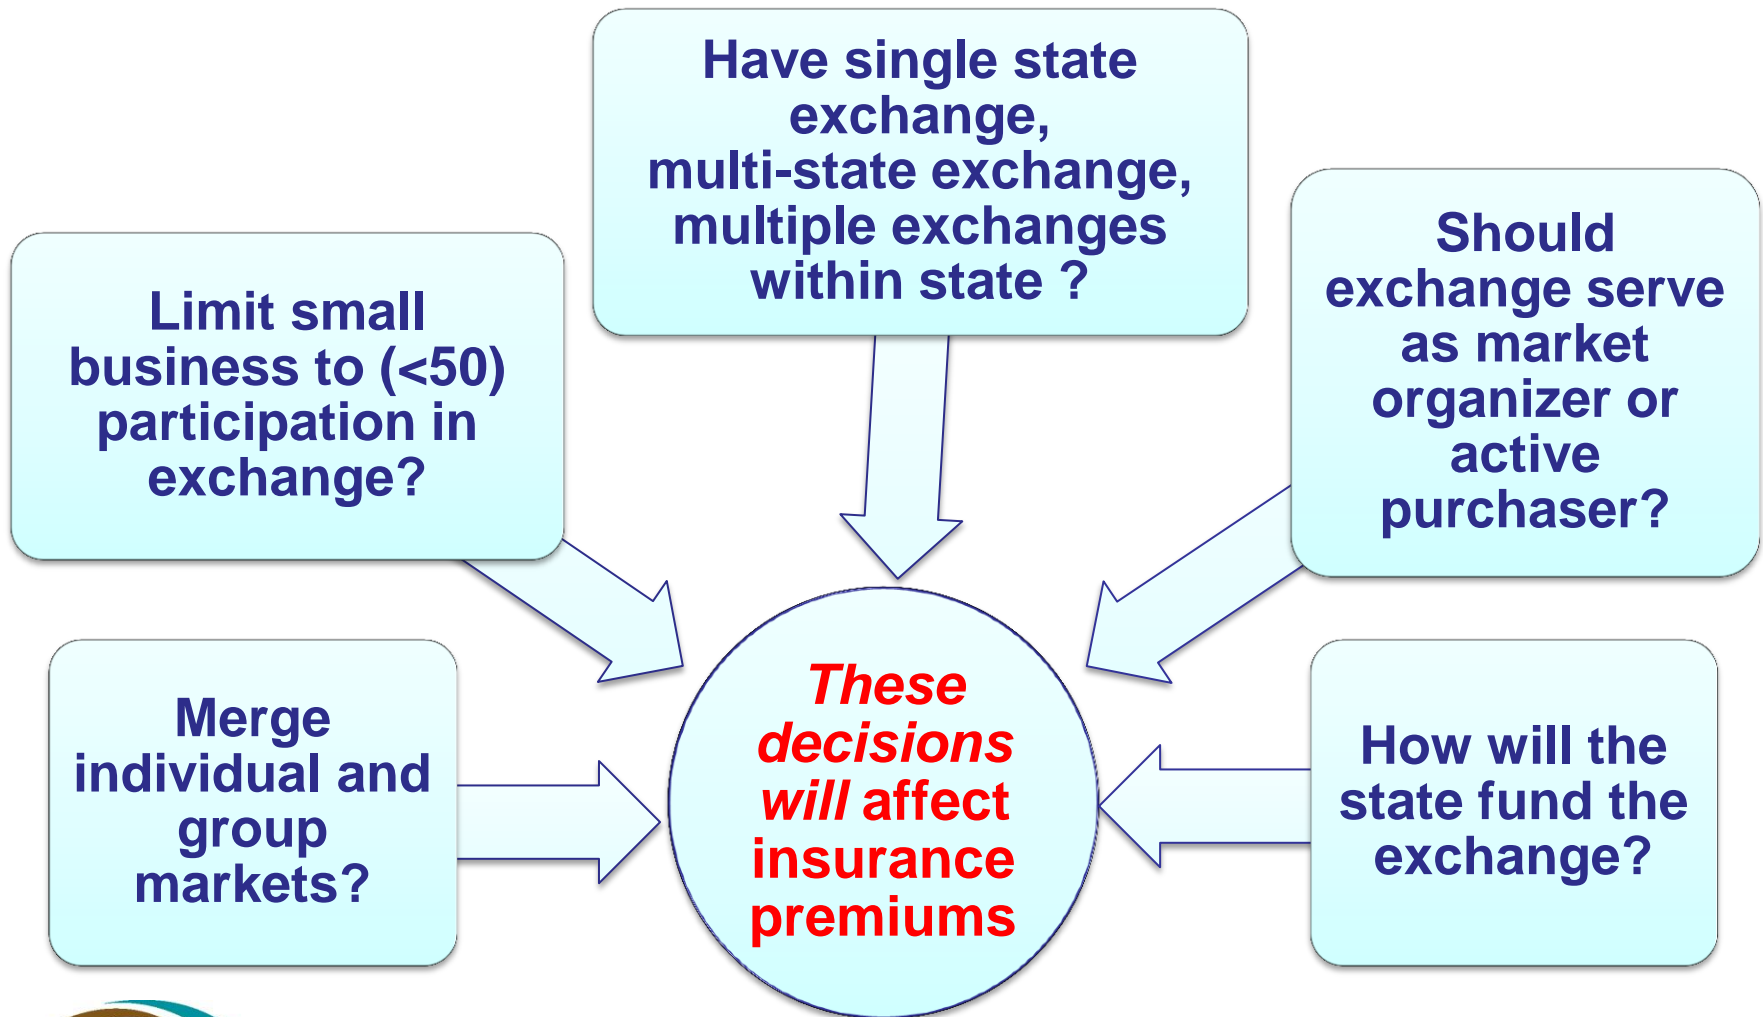 Have single state
exchange,
multi-state exchange,
multiple exchanges
within state ?
Limit small
business to (<50)
participation in
exchange?
Should
exchange serve
as market
organizer or
active
purchaser?
Merge
individual and
group
markets?
These
decisions
will affect
insurance
premiums
How will the
state fund the
exchange?